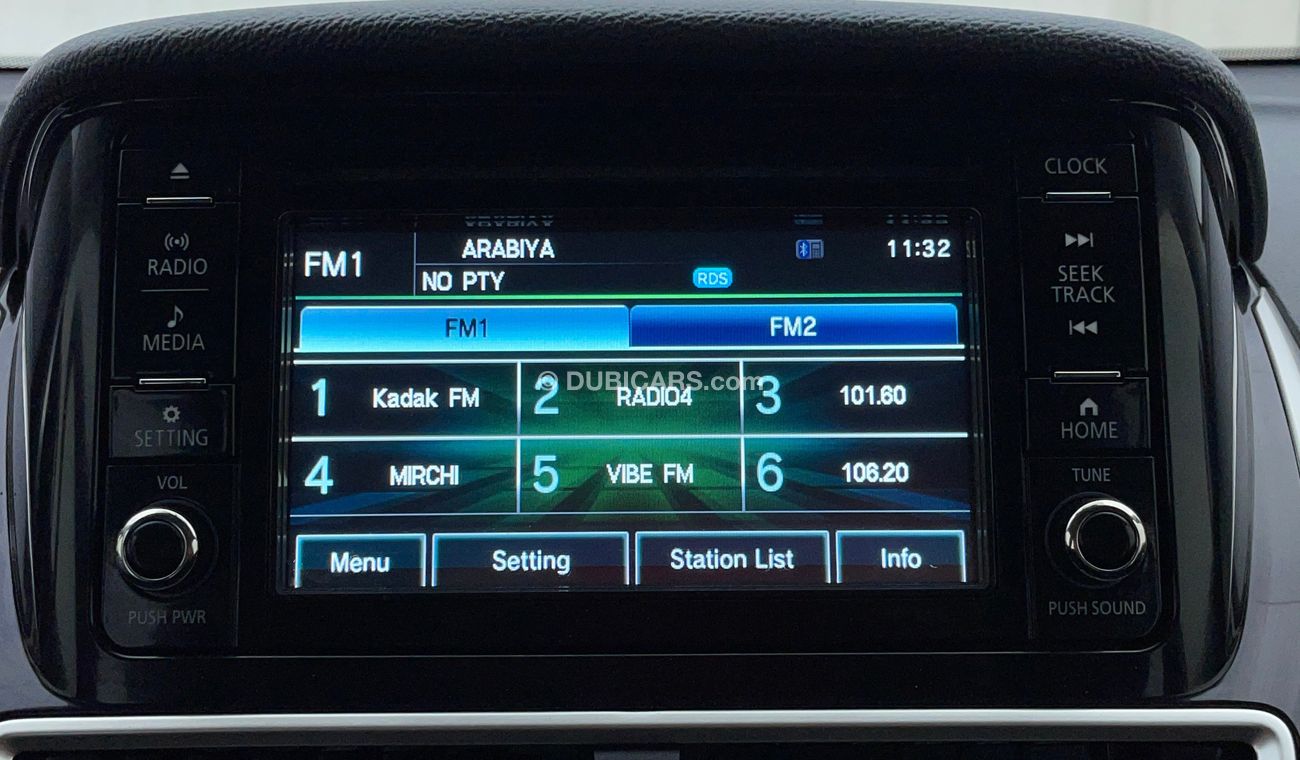 CLOCK
RADIO
MEDIA
SETTING
VOL
PUSH PWR
FM1
ARABIYA
11:32
NO PTY
RDS
FM1
FM2
© DUBICARS.com
1 Kadak FM
2 RADIO4
3 101.60
4 MIRCHI
5 VIBE FM
6 106.20
Menu
Setting
Station List
Info
SEEK
TRACK
HOME
TUNE
PUSH SOUND